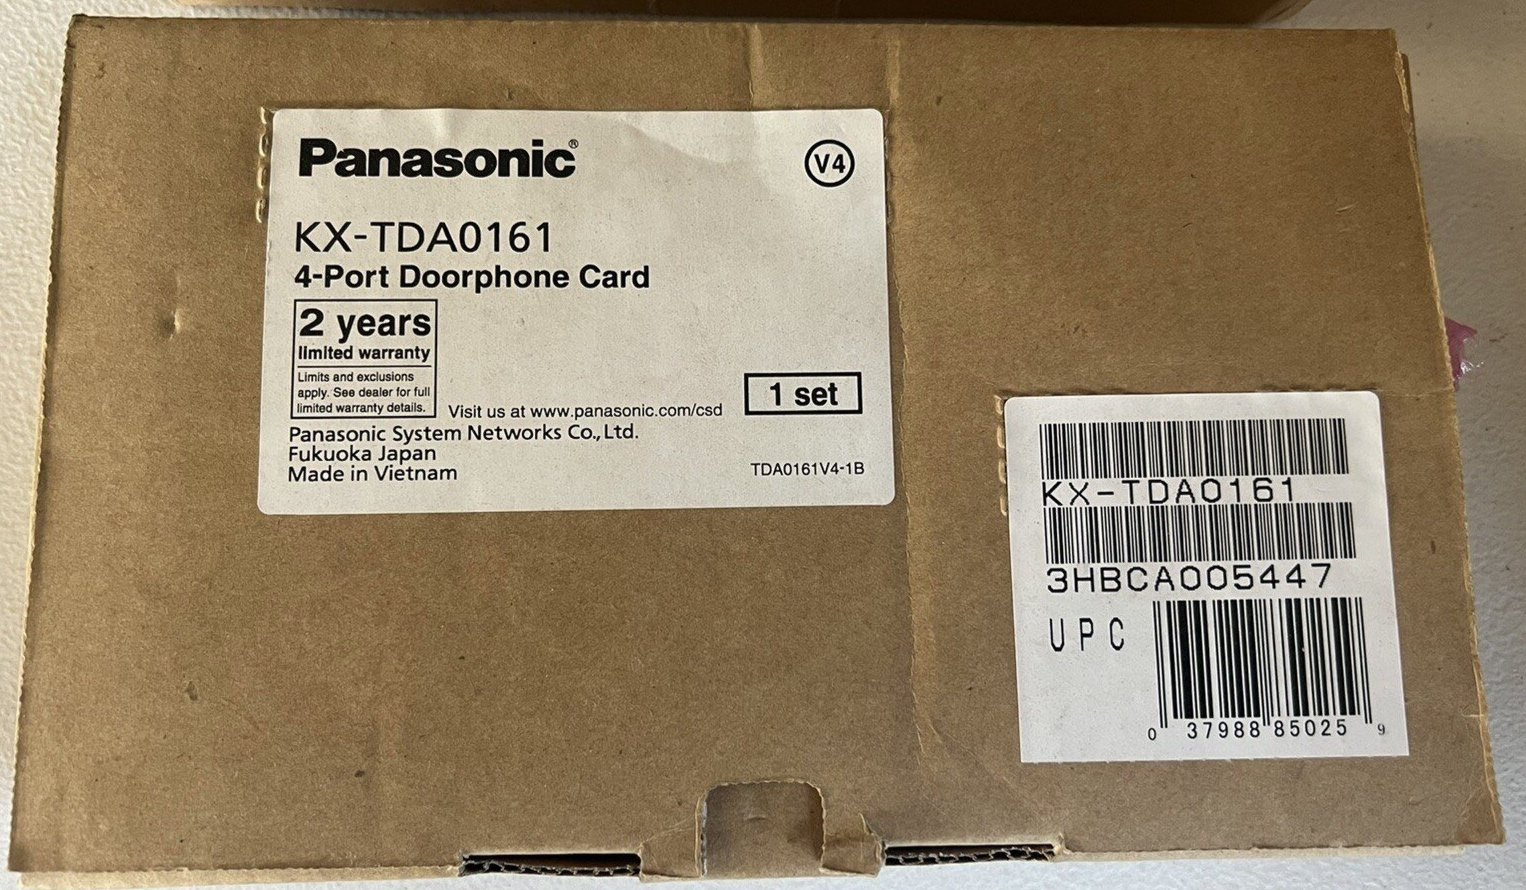 Panasonic®
V4
KX-TDA0161
4-Port Doorphone Card
2 years
limited warranty
Limits and exclusions
apply. See dealer for full
limited warranty details.
Visit us at www.panasonic.com/csd
1 set
Panasonic System Networks Co.,Ltd.
Fukuoka Japan
Made in Vietnam
TDA0161V4-1B
KX-TDA0161
3HBCA005447
UPC
0 37988 85025 9